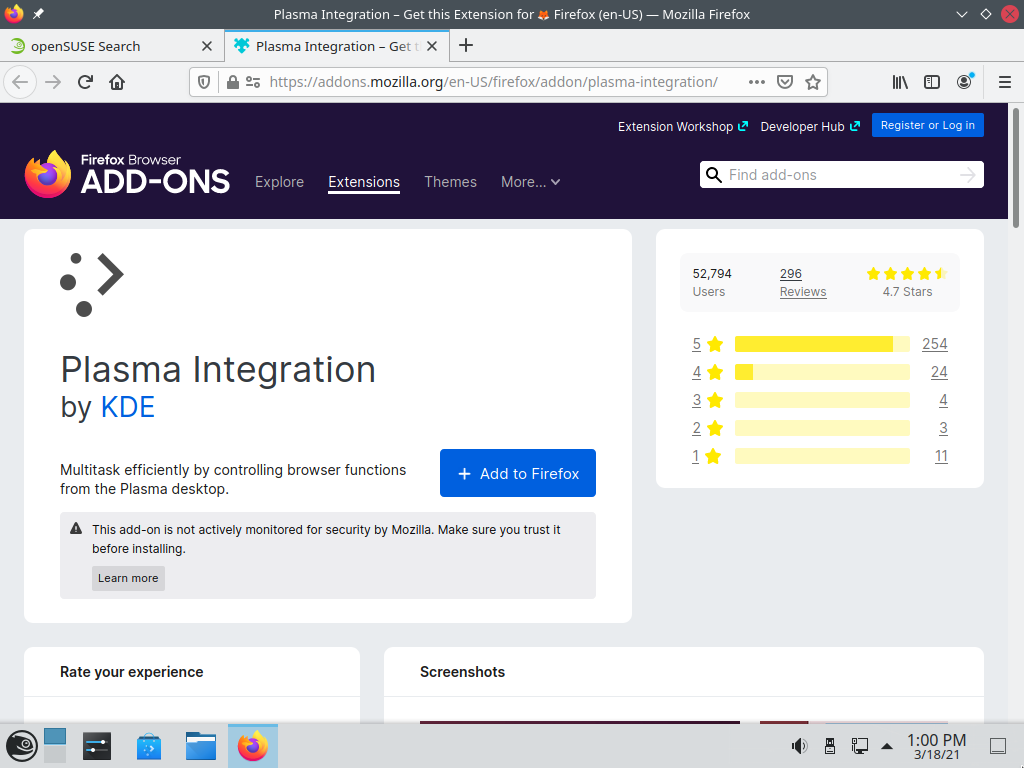 Plasma Integration – Get this Extension for 🦊 Firefox (en-US) — Mozilla Firefox
openSUSE Search
Plasma Integration – Get t
https://addons.mozilla.org/en-US/firefox/addon/plasma-integration/
Extension Workshop
Developer Hub
Register or Log in
Firefox Browser
ADD-ONS
Explore
Extensions
Themes
More...
Find add-ons
Plasma Integration
by KDE
Multitask efficiently by controlling browser functions
from the Plasma desktop.
Add to Firefox
This add-on is not actively monitored for security by Mozilla. Make sure you trust it
before installing.
Learn more
52,794
Users
296
Reviews
4.7 Stars
5 254
4 24
3 4
2 3
1 11
Rate your experience
Screenshots
1:00 PM
3/18/21